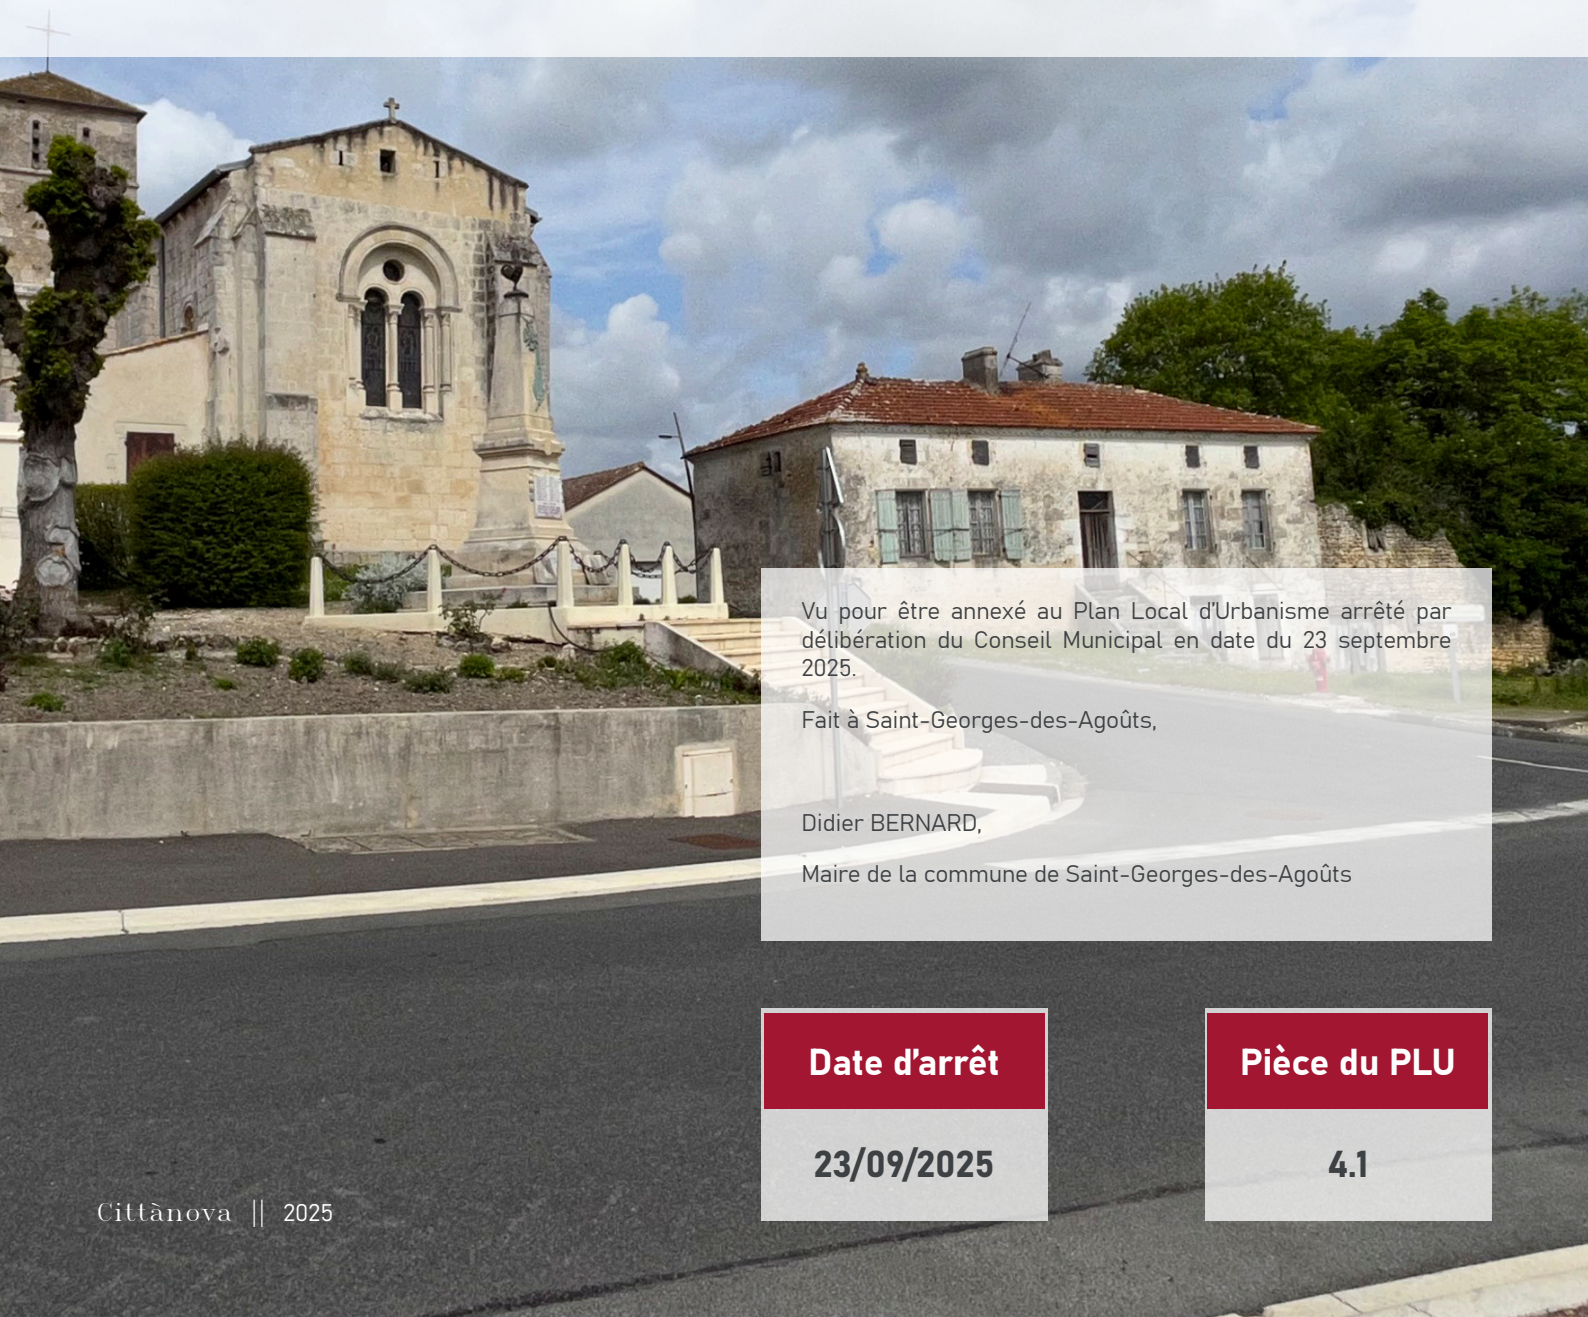 Vu pour être annexé au Plan Local d’Urbanisme arrêté par
délibération du Conseil Municipal en date du 23 septembre
2025.
Fait à Saint-Georges-des-Agoûts,
Didier BERNARD,
Maire de la commune de Saint-Georges-des-Agoûts
Date d’arrêt
Pièce du PLU
23/09/2025
4.1
Cittànova || 2025